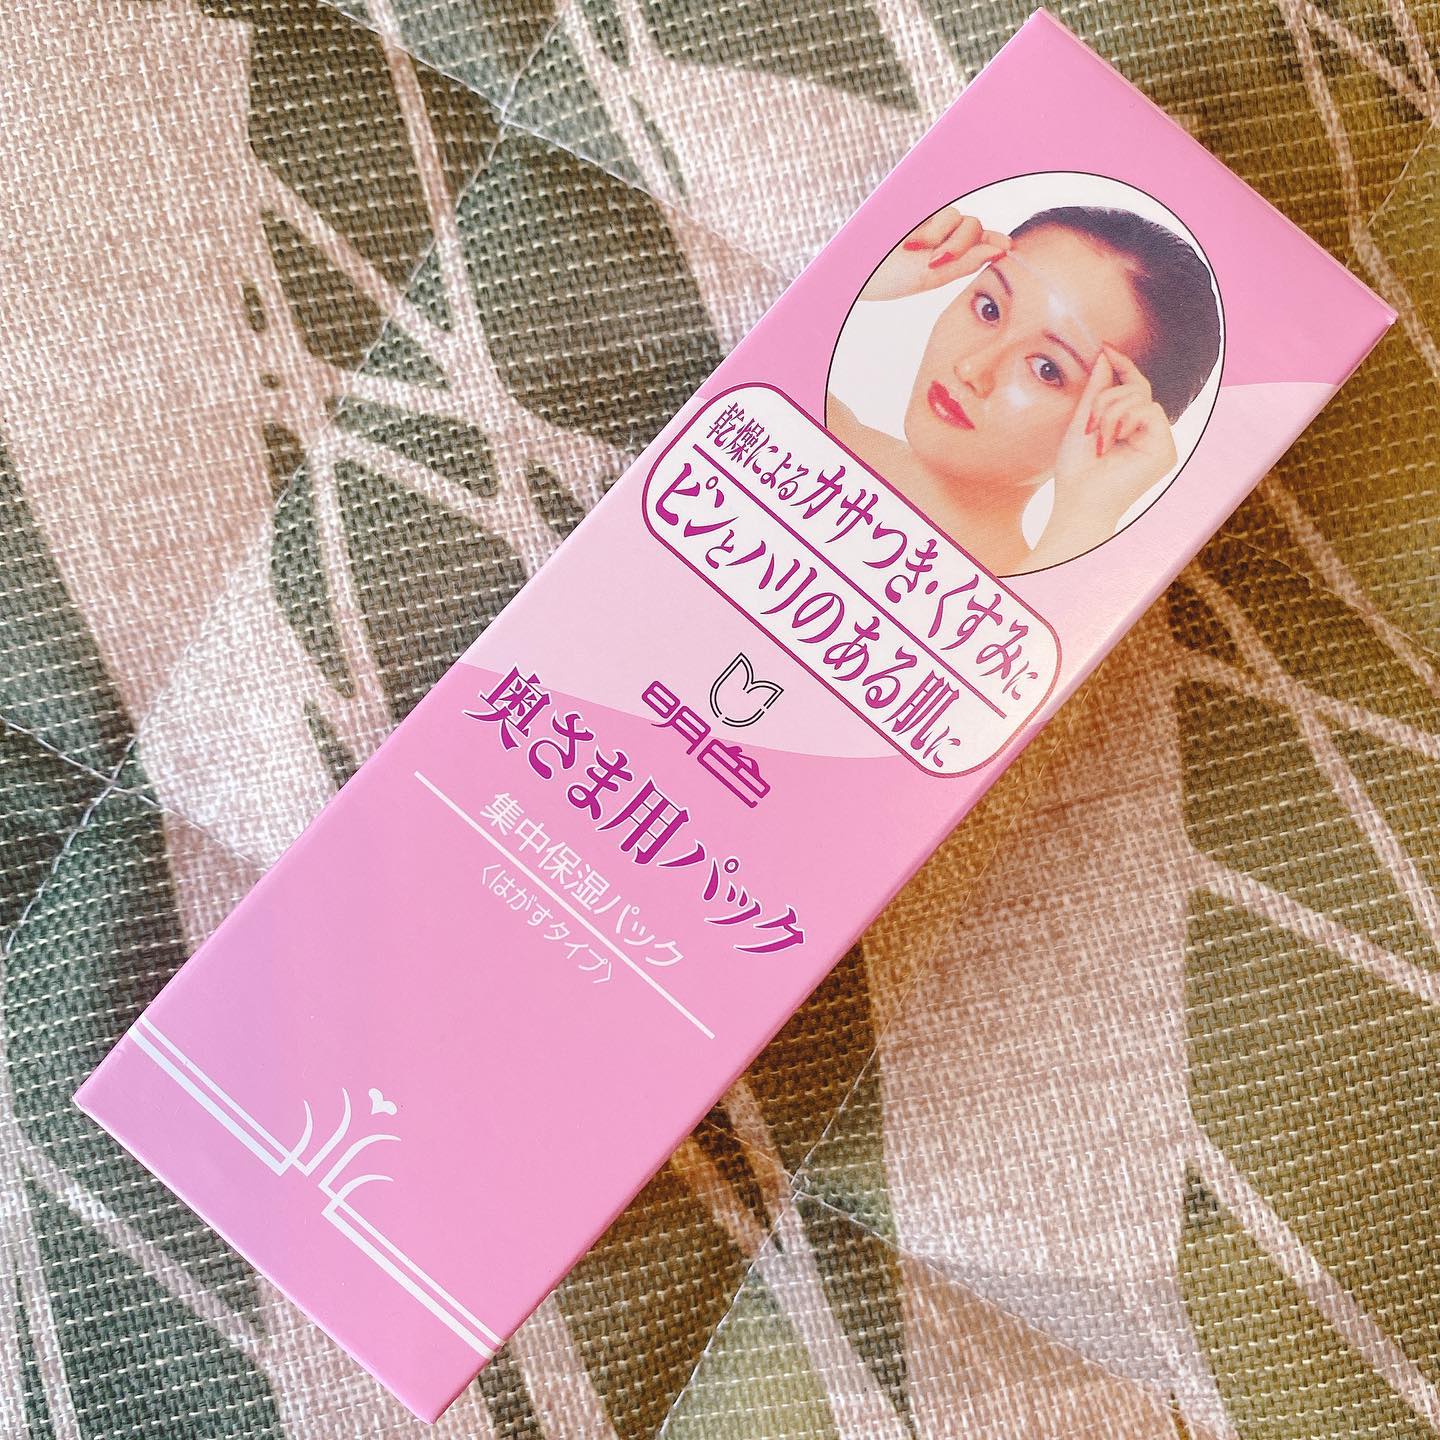 乾燥によるカサつき・くすみに
ピンとハリのある肌に
明色
奥さま用パック
集中保湿パック
〈はがすタイプ〉